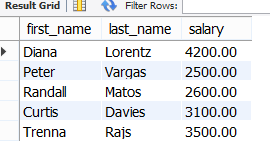 Result Grid Filter Rows:
first_name last_name salary
Diana Lorentz 4200.00
Peter Vargas 2500.00
Randall Matos 2600.00
Curtis Davies 3100.00
Trenna Rajs 3500.00